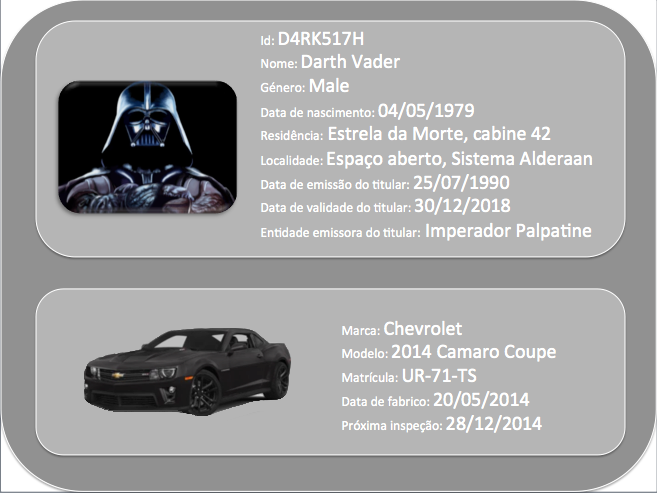 Id: D4RK517H
Nome: Darth Vader
Género: Male
Data de nascimento: 04/05/1979
Residência: Estrela da Morte, cabine 42
Localidade: Espaço aberto, Sistema Alderaan
Data de emissão do titular: 25/07/1990
Data de validade do titular: 30/12/2018
Entidade emissora do titular: Imperador Palpatine
Marca: Chevrolet
Modelo: 2014 Camaro Coupe
Matrícula: UR-71-TS
Data de fabrico: 20/05/2014
Próxima inspeção: 28/12/2014